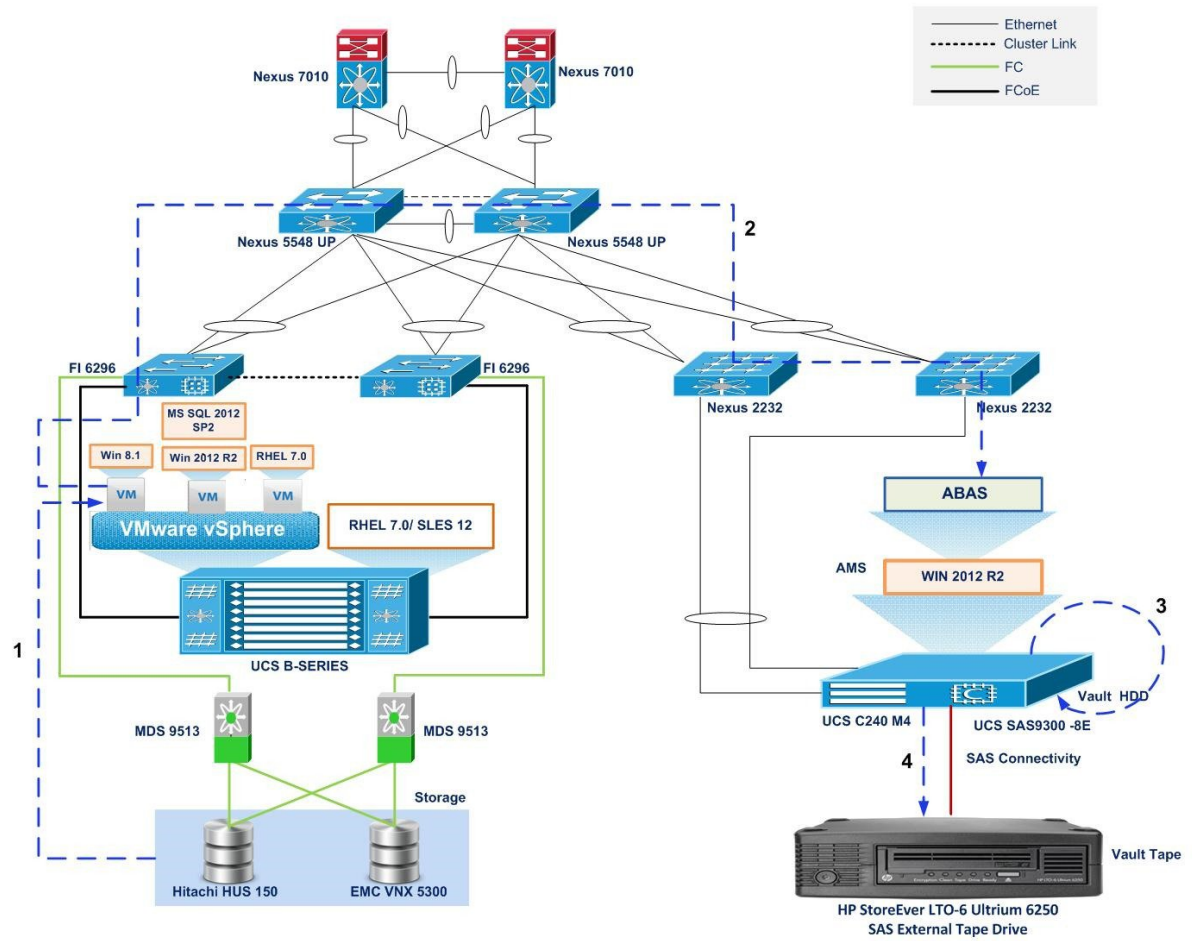 Ethernet
Cluster Link
FC
FCoE
Nexus 7010
Nexus 7010
Nexus 5548 UP
Nexus 5548 UP
2
FI 6296
FI 6296
Nexus 2232
Nexus 2232
MS SQL 2012
SP2
Win 8.1
Win 2012 R2
RHEL 7.0
VM
VM
VM
VMware vSphere
RHEL 7.0/ SLES 12
ABAS
AMS
WIN 2012 R2
3
1
UCS B-SERIES
Vault HDD
UCS C240 M4
UCS SAS9300 -8E
MDS 9513
MDS 9513
4
SAS Connectivity
Storage
Hitachi HUS 150
EMC VNX 5300
Vault Tape
HP StoreEver LTO-6 Ultrium 6250
SAS External Tape Drive